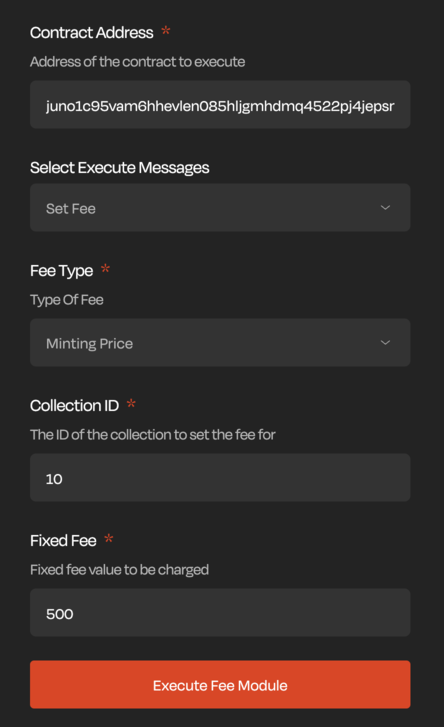 Contract Address *
Address of the contract to execute
juno1c95vam6hhevlen085hljgmhdmq4522pj4jepsr
Select Execute Messages
Set Fee
Fee Type *
Type Of Fee
Minting Price
Collection ID *
The ID of the collection to set the fee for
10
Fixed Fee *
Fixed fee value to be charged
500
Execute Fee Module